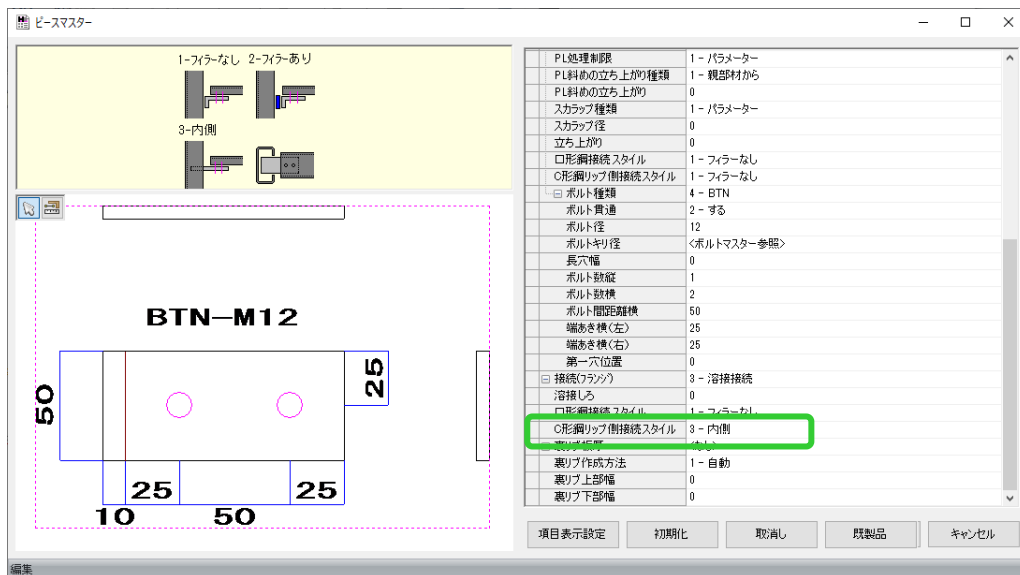 ピースマスター
1-フィラーなし 2-フィラーあり
3-内側
BTN-M12
50
25
25
25
10
50
PL処理制限 1 - パラメーター
PL斜めの立ち上がり種類 1 - 親部材から
PL斜めの立ち上がり 0
スカラップ種類 1 - パラメーター
スカラップ径 0
立ち上がり 0
口形鋼接続スタイル 1 - フィラーなし
C形鋼リップ側接続スタイル 1 - フィラーなし
ボルト種類 4 - BTN
ボルト貫通 2 - する
ボルト径 12
ボルトキリ径 <ボルトマスター参照>
長穴幅 0
ボルト数縦 1
ボルト数横 2
ボルト間距離横 50
端あき横(左) 25
端あき横(右) 25
第一穴位置 0
接続(フランジ) 3 - 溶接接続
溶接しろ 0
口形鋼接続スタイル 1 - フィラーなし
C形鋼リップ側接続スタイル 3 - 内側
裏リブ板厚 <なし>
裏リブ作成方法 1 - 自動
裏リブ上部幅 0
裏リブ下部幅 0
項目表示設定 初期化 取消し 既製品 キャンセル
編集